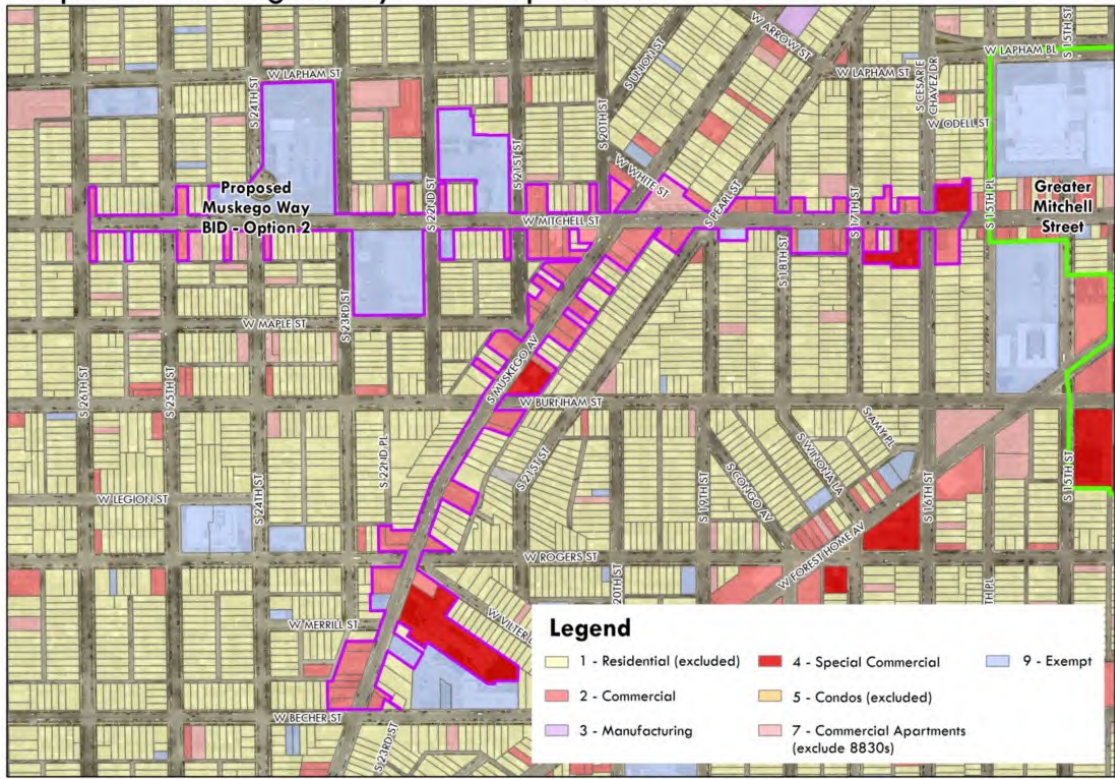 W LAPHAM BL
S 15TH ST
W ARROW ST
S UNION ST
W LAPHAM ST
W LAPHAM ST
S CESAR E
CHAVEZ DR
W ODELL ST
S 24TH ST
S 20TH ST
S 21ST ST
S 22ND ST
W WHITE ST
S PEARL ST
S 17TH ST
S 15TH PL
Proposed
Muskego Way
BID - Option 2
Greater
Mitchell
Street
W MITCHELL ST
S 18TH ST
W MAPLE ST
S 23RD ST
S MUSKEGO AV
S 26TH ST
S 25TH ST
W BURNHAM ST
S AMY PL
S WINONA LA
S 22ND PL
S 21ST ST
S CONGO AV
W LEGION ST
S 24TH ST
S 19TH ST
S 16TH ST
S 15TH ST
W FOREST HOME AV
W ROGERS ST
20TH ST
TH PL
W MERRILL ST
W VILTER L
W BECHER ST
S 23RD ST
Legend
1 - Residential (excluded)
2 - Commercial
3 - Manufacturing
4 - Special Commercial
5 - Condos (excluded)
7 - Commercial Apartments
(exclude 8830s)
9 - Exempt